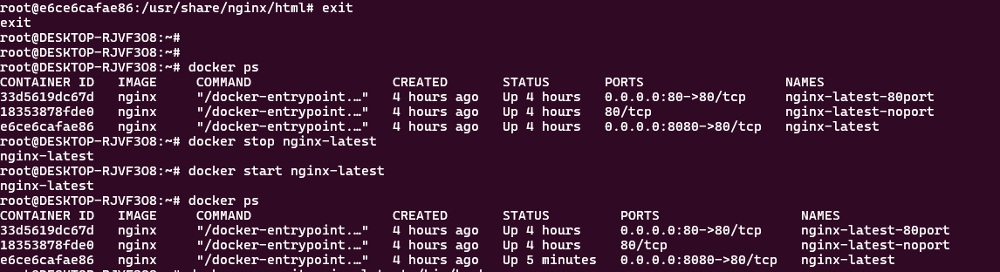 root@e6ce6cafae86:/usr/share/nginx/html# exit
exit
root@DESKTOP-RJVF3O8:~#
root@DESKTOP-RJVF3O8:~#
root@DESKTOP-RJVF3O8:~# docker ps
CONTAINER ID   IMAGE     COMMAND                  CREATED       STATUS       PORTS                  NAMES
33d5619dc67d   nginx     "/docker-entrypoint.…"   4 hours ago   Up 4 hours   0.0.0.0:80->80/tcp     nginx-latest-80port
18353878fde0   nginx     "/docker-entrypoint.…"   4 hours ago   Up 4 hours   80/tcp                 nginx-latest-noport
e6ce6cafae86   nginx     "/docker-entrypoint.…"   4 hours ago   Up 4 hours   0.0.0.0:8080->80/tcp   nginx-latest
root@DESKTOP-RJVF3O8:~# docker stop nginx-latest
nginx-latest
root@DESKTOP-RJVF3O8:~# docker start nginx-latest
nginx-latest
root@DESKTOP-RJVF3O8:~# docker ps
CONTAINER ID   IMAGE     COMMAND                  CREATED       STATUS         PORTS                  NAMES
33d5619dc67d   nginx     "/docker-entrypoint.…"   4 hours ago   Up 4 hours     0.0.0.0:80->80/tcp     nginx-latest-80port
18353878fde0   nginx     "/docker-entrypoint.…"   4 hours ago   Up 4 hours     80/tcp                 nginx-latest-noport
e6ce6cafae86   nginx     "/docker-entrypoint.…"   4 hours ago   Up 5 minutes   0.0.0.0:8080->80/tcp   nginx-latest